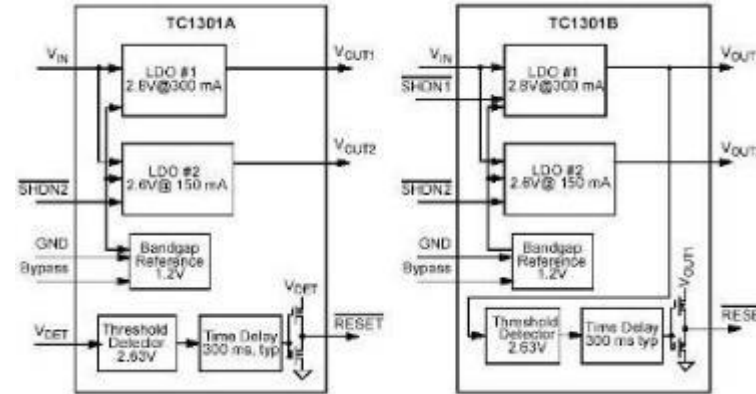 TC1301A
VIN
LDO #1
2.8V@300 mA
VOUT1
LDO #2
2.6V@ 150 mA
VOUT2
SHDN2
GND
Bypass
Bandgap
Reference
1.2V
VDET
VDET
Threshold
Detector
2.63V
Time Delay
300 ms, typ
RESET
TC1301B
VIN
SHDN1
LDO #1
2.8V@300 mA
VOUT
LDO #2
2.6V@ 150 mA
VOUT
SHDN2
GND
Bypass
Bandgap
Reference
1.2V
VOUT1
Threshold
Detector
2.63V
Time Delay
300 ms, typ
RESE